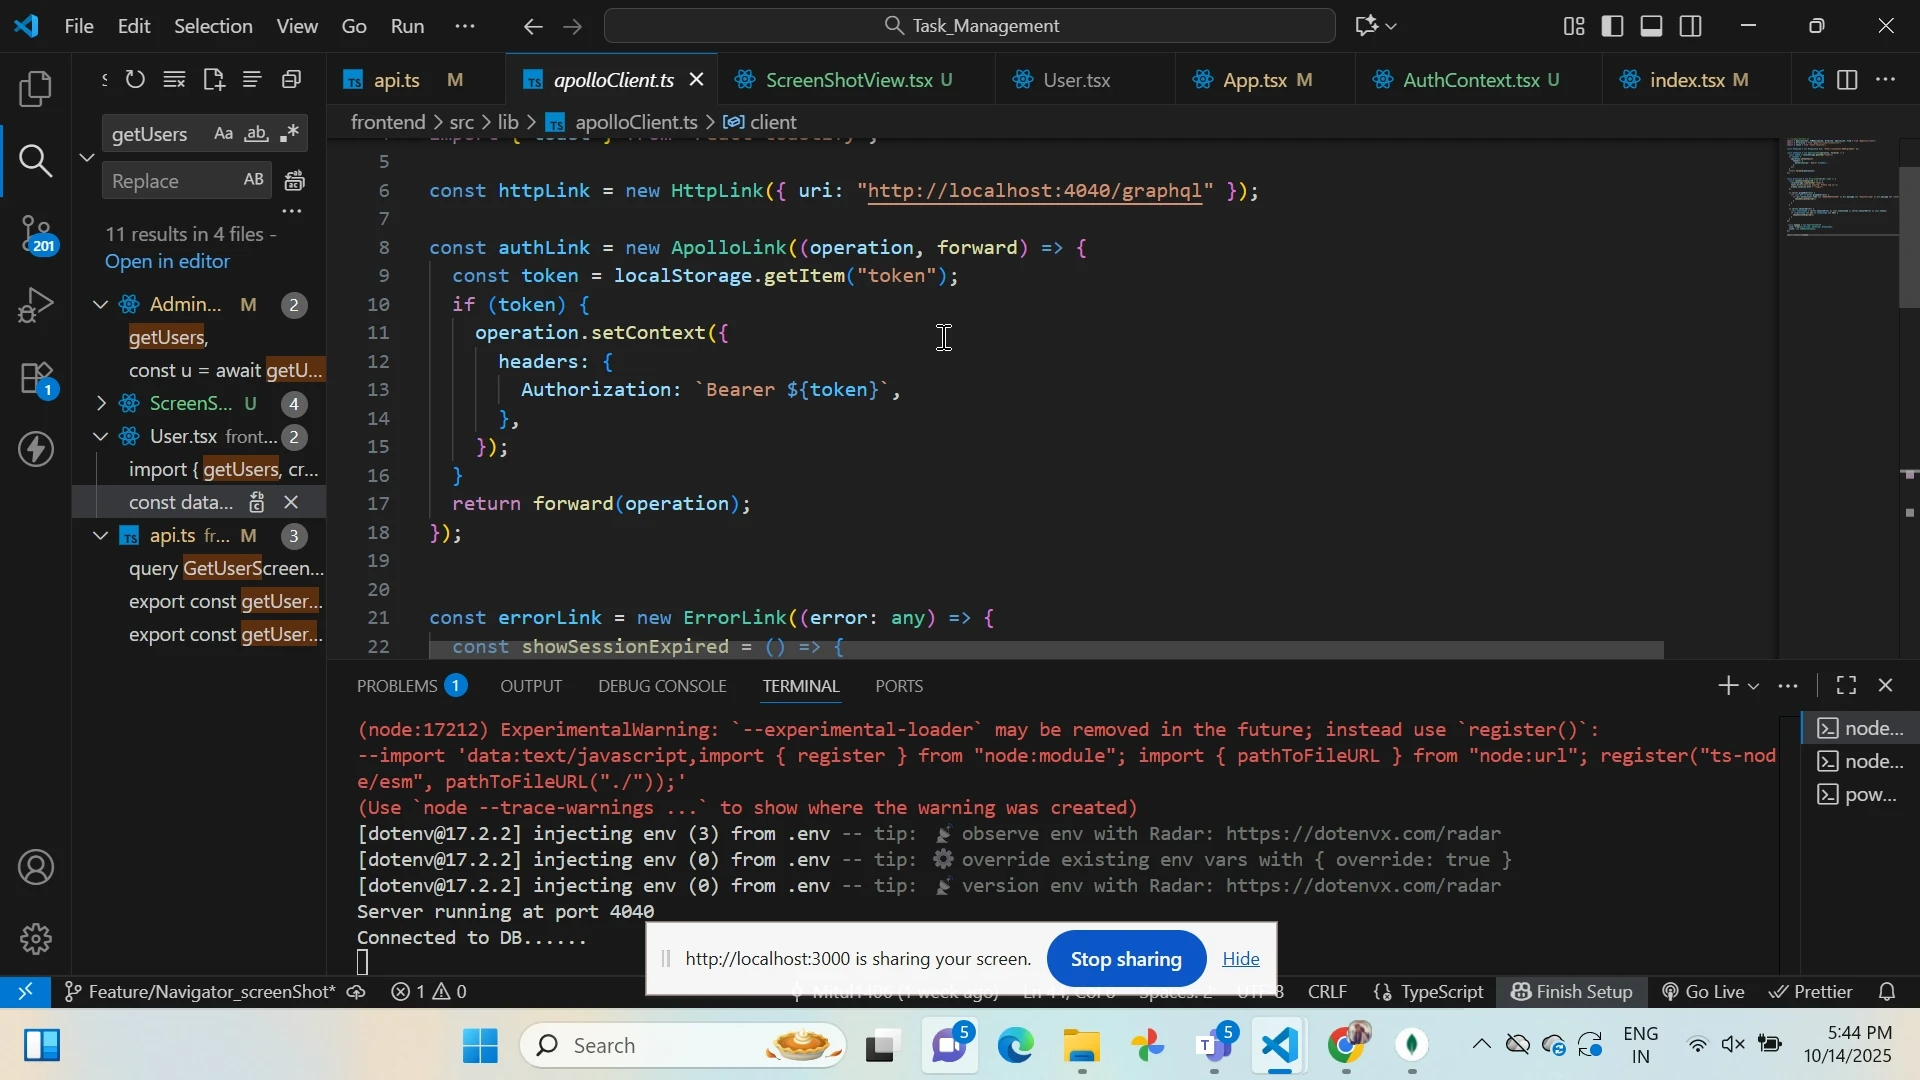 File Edit Selection View Go Run ...
Task_Management
getUsers Aa ab
Replace AB
11 results in 4 files -
Open in editor
Admin... M 2
getUsers,
const u = await getU...
ScreenS... U 4
User.tsx front... 2
import { getUsers, cr...
const data...
api.ts fr... M 3
query GetUserScreen...
export const getUser...
export const getUser...
201
1
api.ts M
apolloClient.ts
ScreenShotView.tsx U
User.tsx
App.tsx M
AuthContext.tsx U
index.tsx M
frontend > src > lib > TS apolloClient.ts > client
5
6 const httpLink = new HttpLink({ uri: "http://localhost:4040/graphql" });
7
8 const authLink = new ApolloLink((operation, forward) => {
9 const token = localStorage.getItem("token");
10 if (token) {
11 operation.setContext({
12 headers: {
13 Authorization: `Bearer ${token}`,
14 },
15 });
16 }
17 return forward(operation);
18 });
19
20
21 const errorLink = new ErrorLink((error: any) => {
22 const showSessionExpired = () => {
PROBLEMS 1 OUTPUT DEBUG CONSOLE TERMINAL PORTS
(node:17212) ExperimentalWarning: `--experimental-loader` may be removed in the future; instead use `register()`:
--import 'data:text/javascript,import { register } from "node:module"; import { pathToFileURL } from "node:url"; register("ts-nod
e/esm", pathToFileURL("./"));'
(Use `node --trace-warnings ...` to show where the warning was created)
[dotenv@17.2.2] injecting env (3) from .env -- tip: 📡 observe env with Radar: https://dotenvx.com/radar
[dotenv@17.2.2] injecting env (0) from .env -- tip: ⚙️ override existing env vars with { override: true }
[dotenv@17.2.2] injecting env (0) from .env -- tip: 📡 version env with Radar: https://dotenvx.com/radar
Server running at port 4040
Connected to DB......
node...
node...
pow...
http://localhost:3000 is sharing your screen. Stop sharing Hide
Feature/Navigator_screenShot* 1 0 UTF-8 CRLF {} TypeScript Finish Setup Go Live Prettier
Search 5 5 ENG IN 5:44 PM
10/14/2025